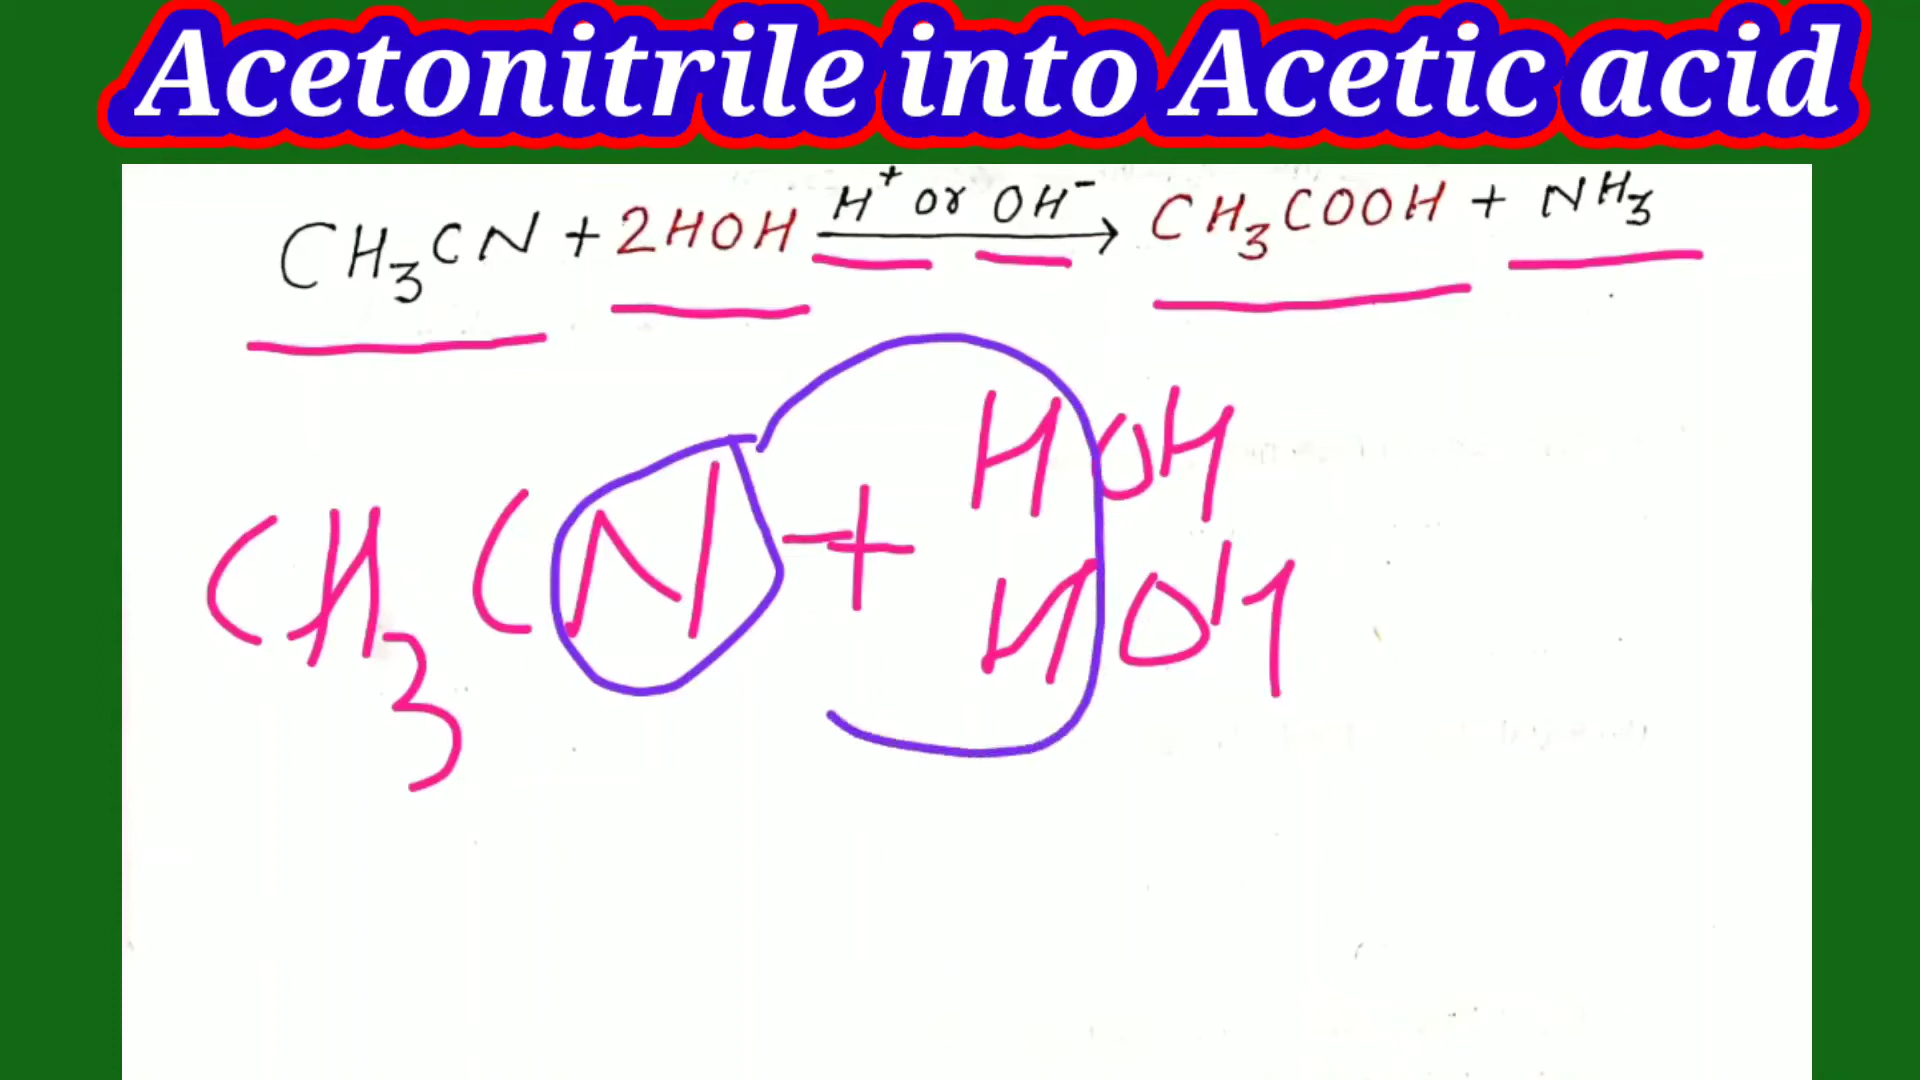 Acetonitrile into Acetic acid
CH₃CN + 2HOH H⁺ or OH⁻ → CH₃COOH + NH₃
HOH
CH₃CN +
HOH